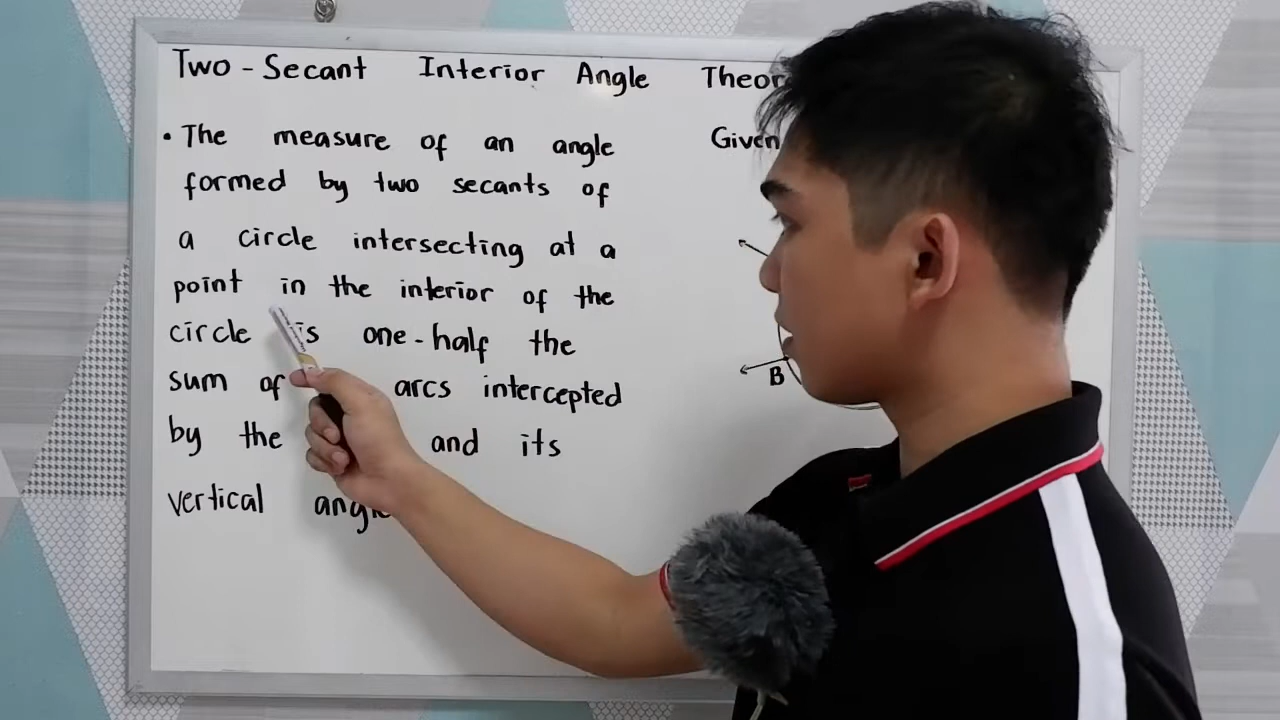 Two-Secant Interior Angle Theor
• The measure of an angle
formed by two secants of
a circle intersecting at a
point in the interior of the
circle is one-half the
sum of arcs intercepted
by the and its
vertical angle
Given
B